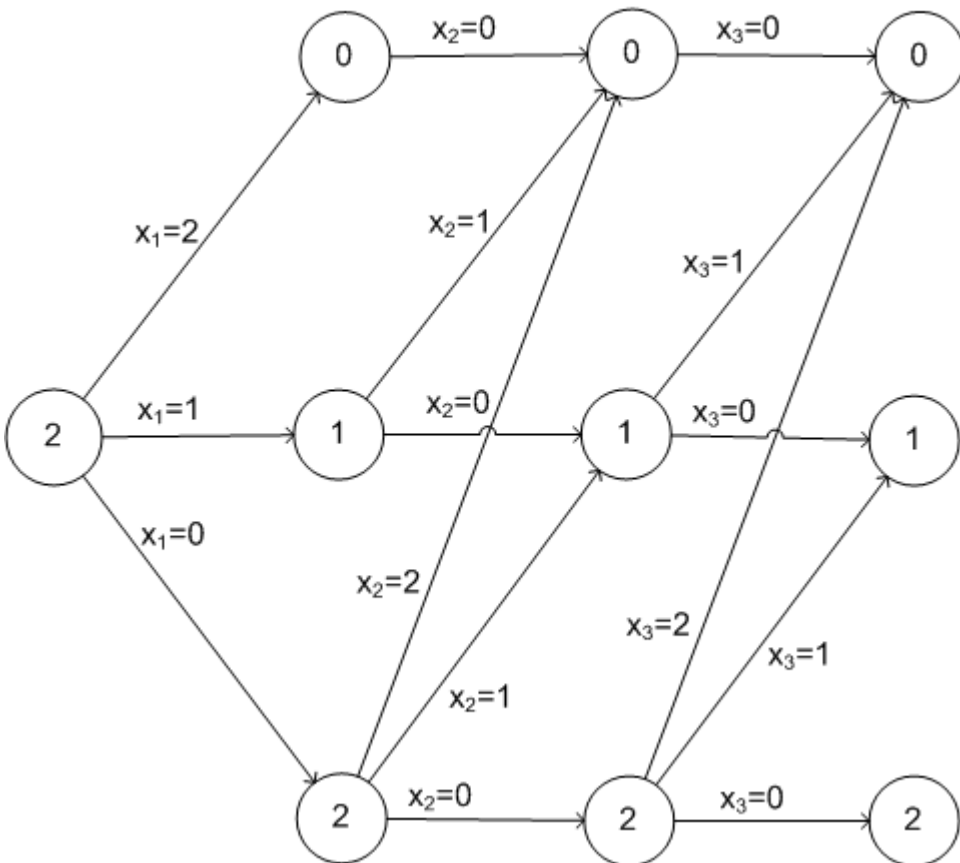 x₂=0 x₃=0
0 0 0
x₁=2 x₂=1 x₃=1
x₁=1 x₂=0 x₃=0
2 1 1 1
x₁=0
x₂=2 x₃=2
x₂=1 x₃=1
x₂=0 x₃=0
2 2 2